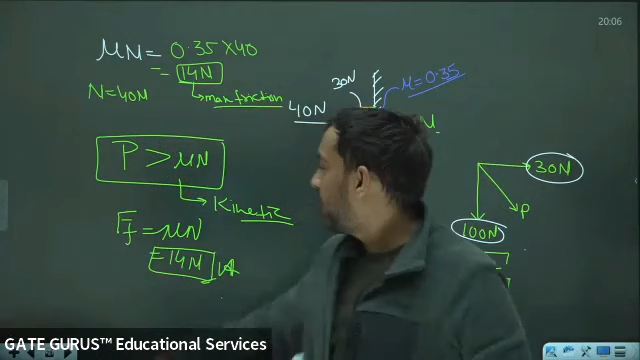 20:06
μN = 0.35 × 40
= 14N
max friction
N = 40N
30N
μ = 0.35
40N
P > μN
Kinetic
30N
P
100N
Ff = μN
= 14N
GATE GURUS™ Educational Services